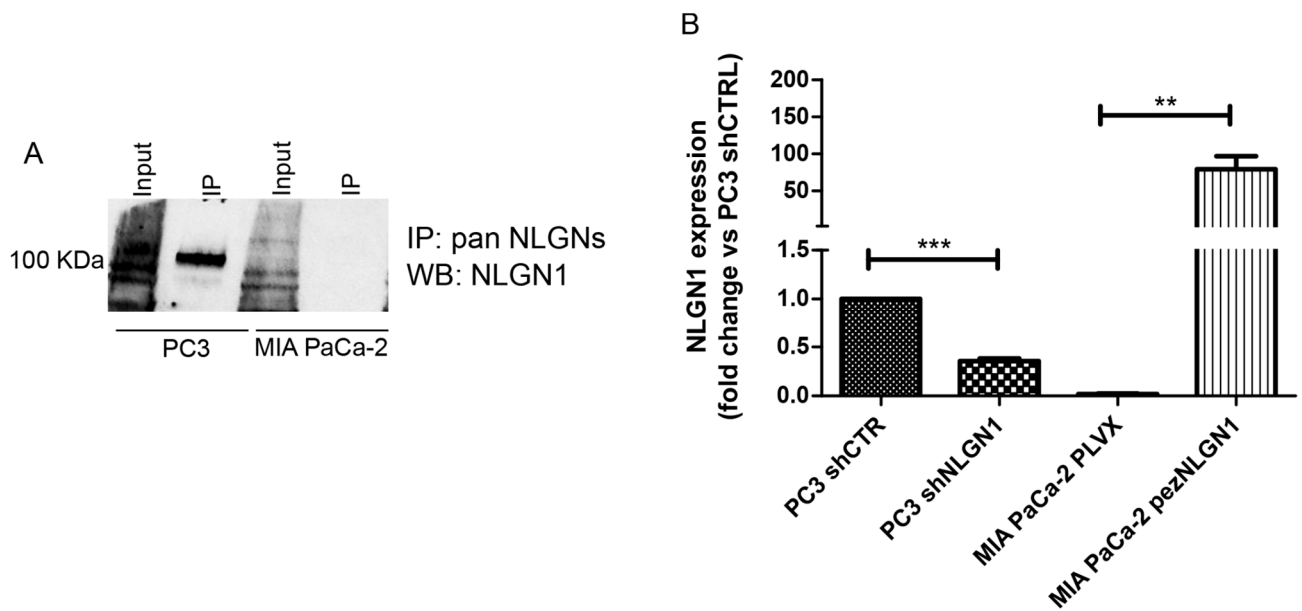 A
Input
IP
Input
IP
100 KDa
IP: pan NLGNs
WB: NLGN1
PC3
MIA PaCa-2
B
NLGN1 expression
(fold change vs PC3 shCTRL)
200
150
100
50
1.5
1.0
0.5
0.0
***
**
PC3 shCTR
PC3 shNLGN1
MIA PaCa-2 PLVX
MIA PaCa-2 pezNLGN1